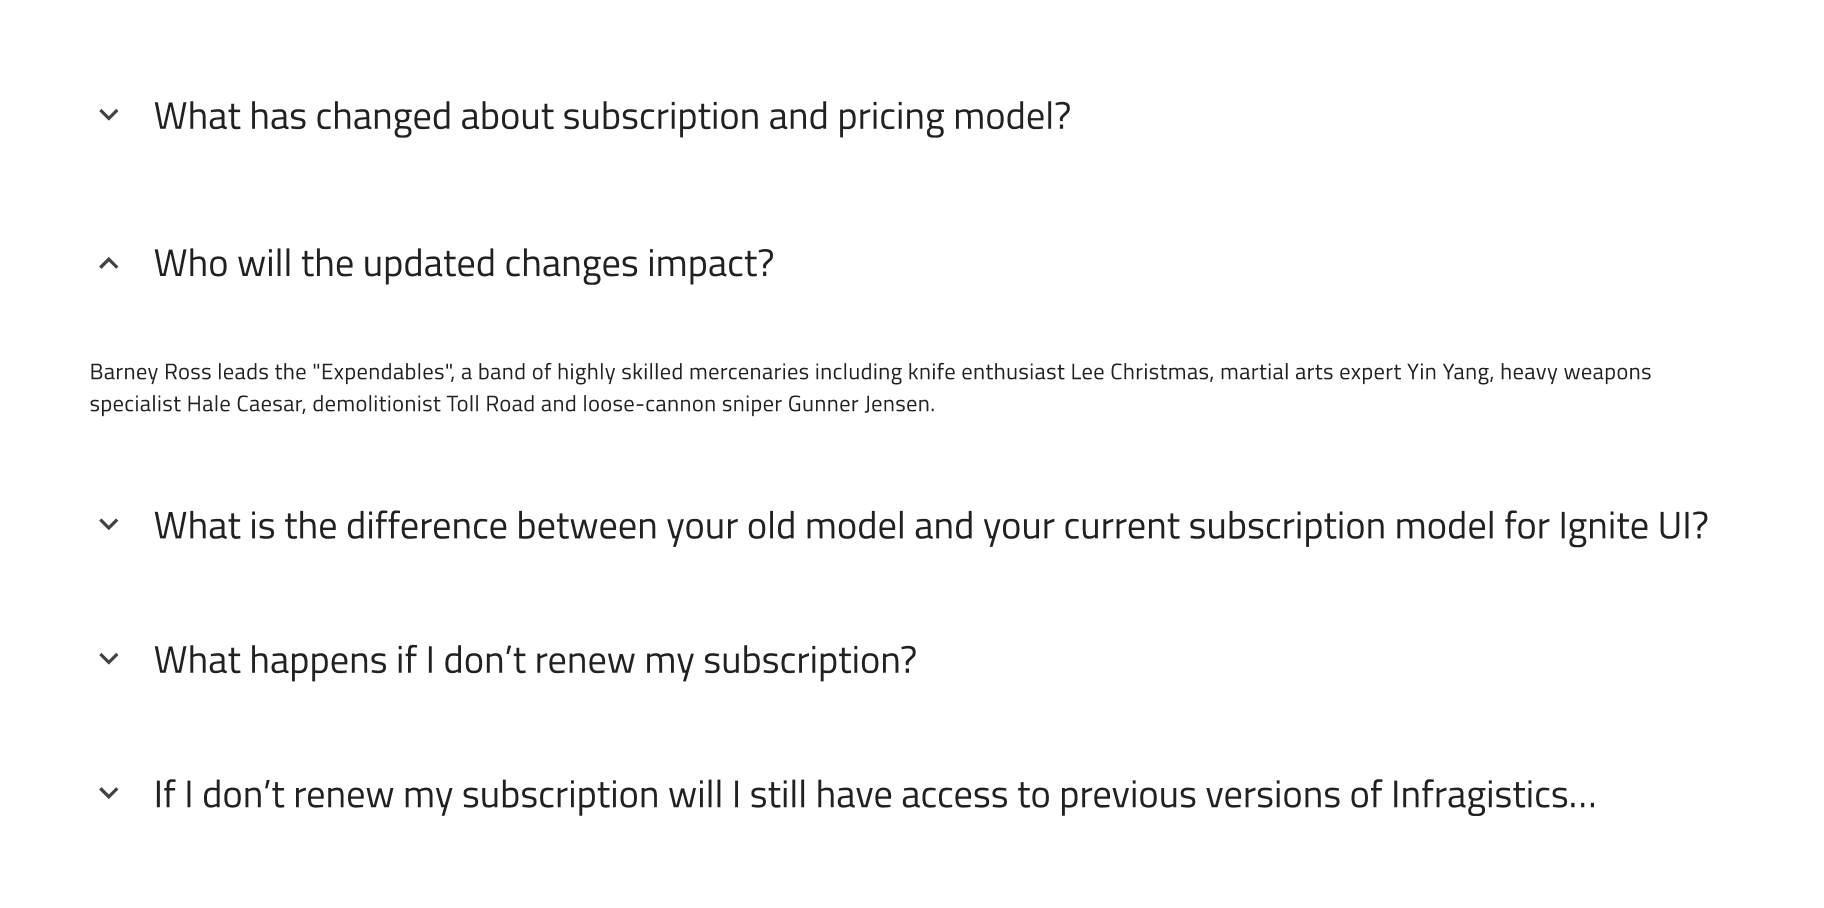 What has changed about subscription and pricing model?
Who will the updated changes impact?
Barney Ross leads the "Expendables", a band of highly skilled mercenaries including knife enthusiast Lee Christmas, martial arts expert Yin Yang, heavy weapons
specialist Hale Caesar, demolitionist Toll Road and loose-cannon sniper Gunner Jensen.
What is the difference between your old model and your current subscription model for Ignite UI?
What happens if I don’t renew my subscription?
If I don’t renew my subscription will I still have access to previous versions of Infragistics…